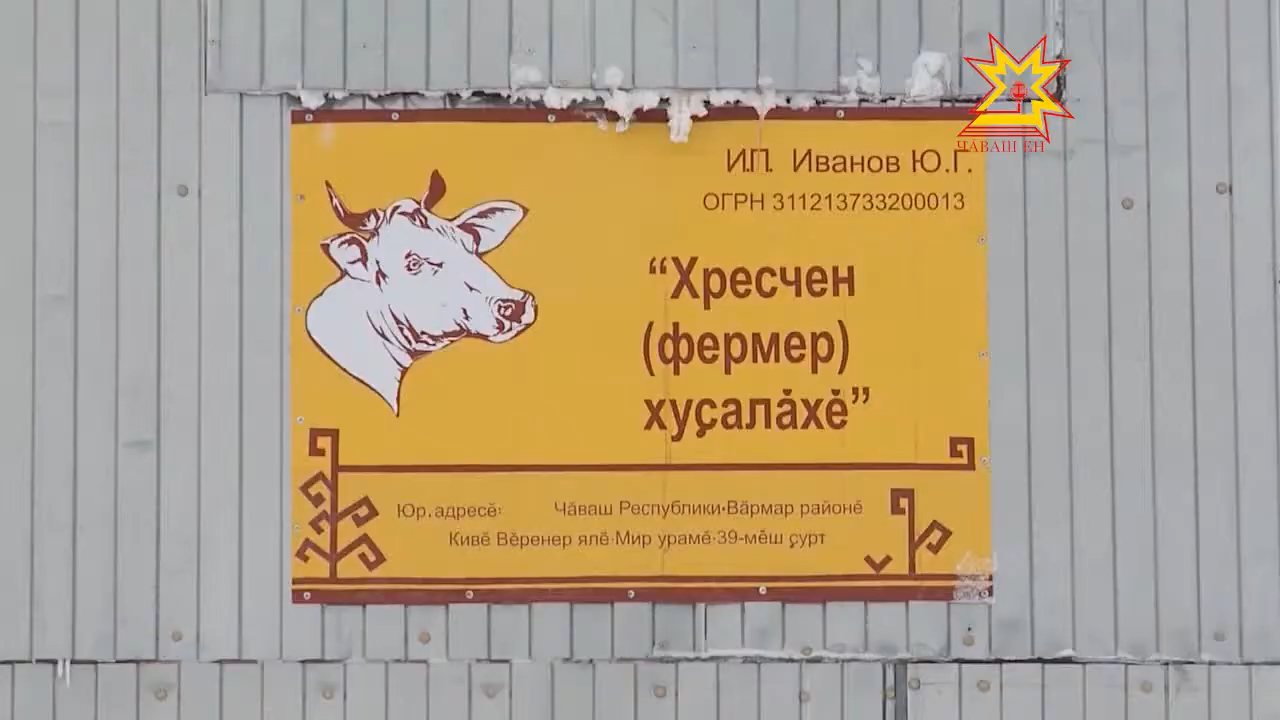 ЧӐВАШ ЕН
И.П. Иванов Ю.Г.
ОГРН 311213733200013
“Хресчен
(фермер)
хуҫалӑхӗ”
Юр.адресӗ: Чӑваш Республики•Вӑрмар районӗ
Кивӗ Вӗренер ялӗ•Мир урамӗ•39-мӗш ҫурт